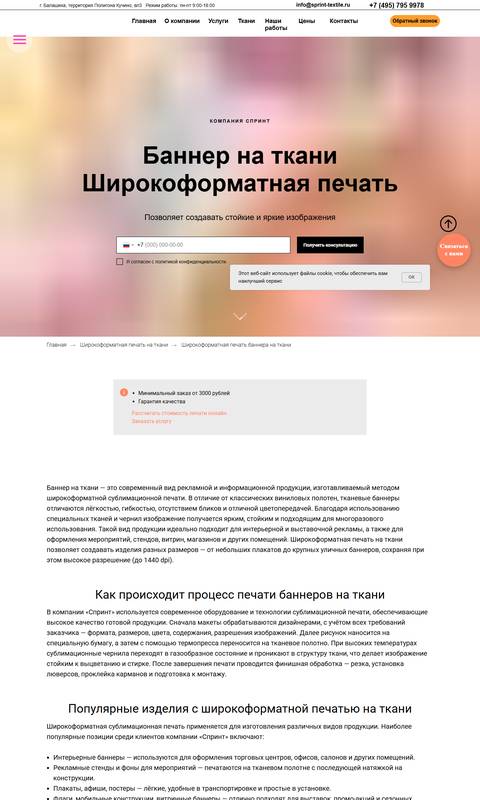 г. Балашиха, территория Полигона Кучино, вл3 Режим работы: пн-пт 9:00-18:00
info@sprint-textile.ru
+7 (495) 795 9978
Главная О компании Услуги Ткани Наши работы Цены Контакты
Обратный звонок
КОМПАНИЯ СПРИНТ
Баннер на ткани
Широкоформатная печать
Позволяет создавать стойкие и яркие изображения
+7 (000) 000-00-00
Получить консультацию
Я согласен с политикой конфиденциальности
Связаться
с нами
Этот веб-сайт использует файлы cookie, чтобы обеспечить вам
наилучший сервис
ОК
Главная → Широкоформатная печать на ткани → Широкоформатная печать баннера на ткани
Минимальный заказ от 3000 рублей
Гарантия качества
Рассчитать стоимость печати онлайн
Заказать услугу
Баннер на ткани — это современный вид рекламной и информационной продукции, изготавливаемый методом
широкоформатной сублимационной печати. В отличие от классических виниловых полотен, тканевые баннеры
отличаются лёгкостью, гибкостью, отсутствием бликов и отличной цветопередачей. Благодаря использованию
специальных тканей и чернил изображение получается ярким, стойким и подходящим для многоразового
использования. Такой вид продукции идеально подходит для интерьерной и выставочной рекламы, а также для
оформления мероприятий, стендов, витрин, магазинов и других помещений. Широкоформатная печать на ткани
позволяет создавать изделия разных размеров — от небольших плакатов до крупных уличных баннеров, сохраняя при
этом высокое разрешение (до 1440 dpi).
Как происходит процесс печати баннеров на ткани
В компании «Спринт» используется современное оборудование и технологии сублимационной печати, обеспечивающие
высокое качество готовой продукции. Сначала макеты обрабатываются дизайнерами, с учётом всех требований
заказчика — формата, размеров, цвета, содержания, разрешения изображений. Далее рисунок наносится на
специальную бумагу, а затем с помощью термопресса переносится на тканевое полотно. При высоких температурах
сублимационные чернила переходят в газообразное состояние и проникают в структуру ткани, что делает изображение
стойким к выцветанию и стирке. После завершения печати проводится финишная обработка — резка, установка
люверсов, проклейка карманов и подготовка к монтажу.
Популярные изделия с широкоформатной печатью на ткани
Широкоформатная сублимационная печать применяется для изготовления различных видов продукции. Наиболее
популярные позиции среди клиентов компании «Спринт» включают:
Интерьерные баннеры — используются для оформления торговых центров, офисов, салонов и других помещений.
Рекламные стенды и фоны для мероприятий — печатаются на тканевом полотне с последующей натяжкой на
конструкции.
Плакаты, афиши, постеры — лёгкие, удобные в транспортировке и простые в установке.
Флаги, мобильные конструкции, витринные баннеры — отлично подходят для выставок, промоакций и сезонных